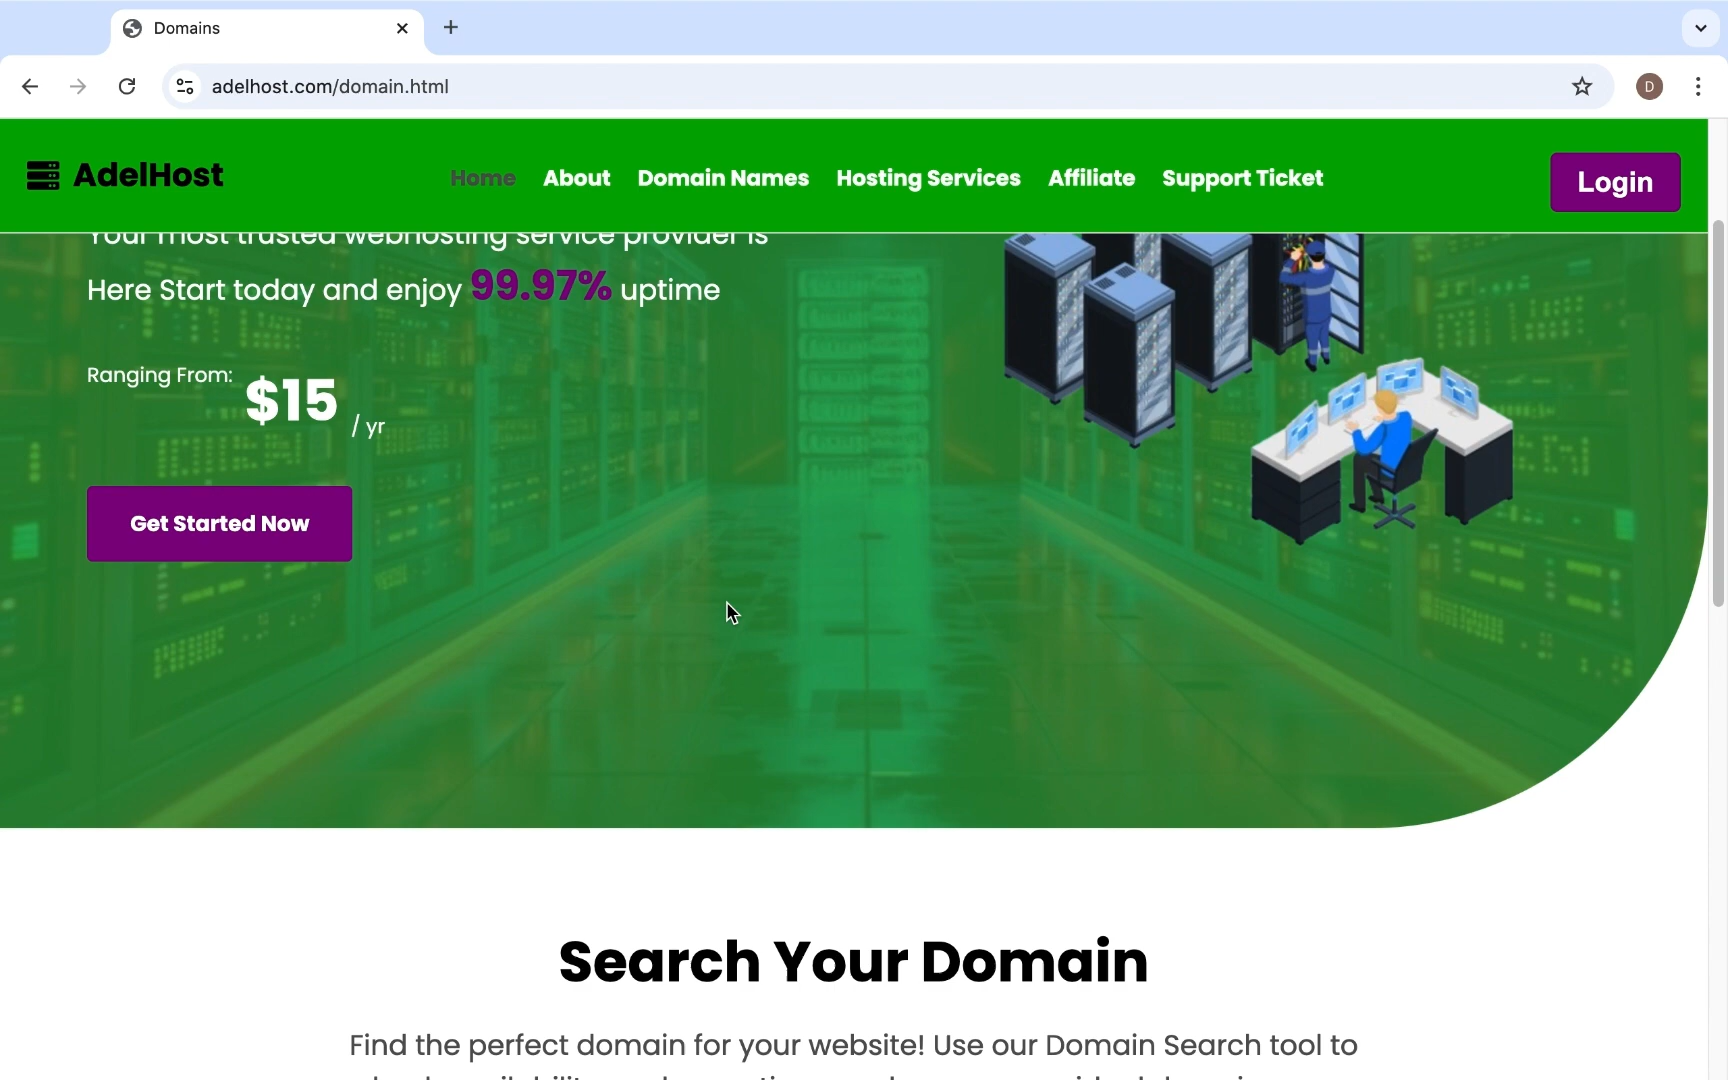 Domains
adelhost.com/domain.html
D
AdelHost
Home About Domain Names Hosting Services Affiliate Support Ticket
Login
Your most trusted webhosting service provider is
Here Start today and enjoy 99.97% uptime
Ranging From: $15 / yr
Get Started Now
Search Your Domain
Find the perfect domain for your website! Use our Domain Search tool to